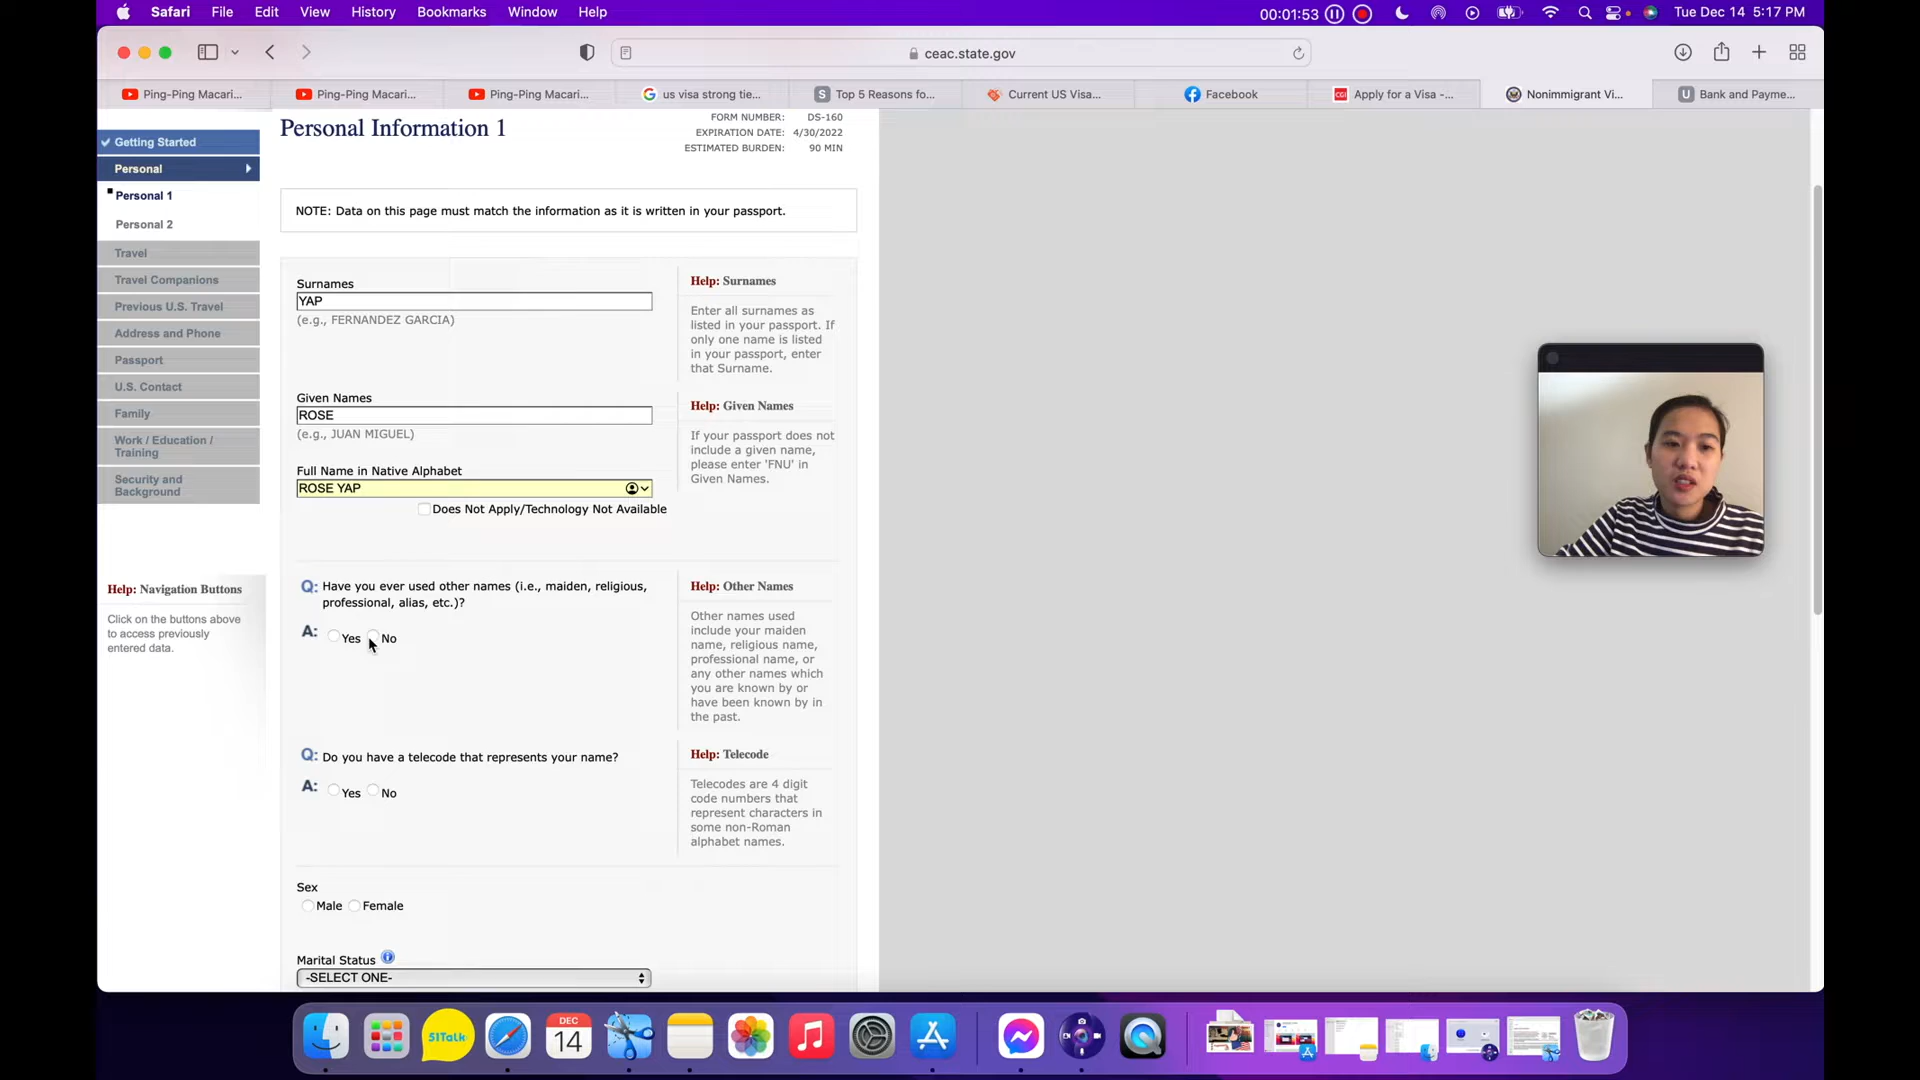 Safari File Edit View History Bookmarks Window Help 00:01:53 Tue Dec 14 5:17 PM
ceac.state.gov
Ping-Ping Macari... Ping-Ping Macari... Ping-Ping Macari... us visa strong tie... Top 5 Reasons fo... Current US Visa... Facebook Apply for a Visa -... Nonimmigrant Vi... Bank and Payme...
Getting Started
Personal
Personal 1
Personal 2
Travel
Travel Companions
Previous U.S. Travel
Address and Phone
Passport
U.S. Contact
Family
Work / Education /
Training
Security and
Background
Help: Navigation Buttons
Click on the buttons above
to access previously
entered data.
Personal Information 1
FORM NUMBER: DS-160
EXPIRATION DATE: 4/30/2022
ESTIMATED BURDEN: 90 MIN
NOTE: Data on this page must match the information as it is written in your passport.
Surnames
YAP
(e.g., FERNANDEZ GARCIA)
Help: Surnames
Enter all surnames as
listed in your passport. If
only one name is listed
in your passport, enter
that Surname.
Given Names
ROSE
(e.g., JUAN MIGUEL)
Help: Given Names
If your passport does not
include a given name,
please enter 'FNU' in
Given Names.
Full Name in Native Alphabet
ROSE YAP
Does Not Apply/Technology Not Available
Q: Have you ever used other names (i.e., maiden, religious,
professional, alias, etc.)?
A: Yes No
Help: Other Names
Other names used
include your maiden
name, religious name,
professional name, or
any other names which
you are known by or
have been known by in
the past.
Q: Do you have a telecode that represents your name?
A: Yes No
Help: Telecode
Telecodes are 4 digit
code numbers that
represent characters in
some non-Roman
alphabet names.
Sex
Male Female
Marital Status
-SELECT ONE-
51Talk
DEC
14